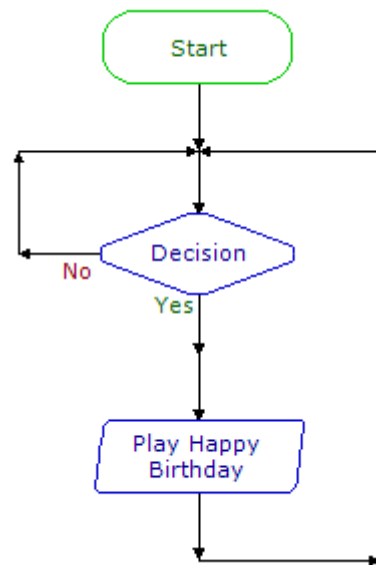 Start
Decision
No
Yes
Play Happy
Birthday